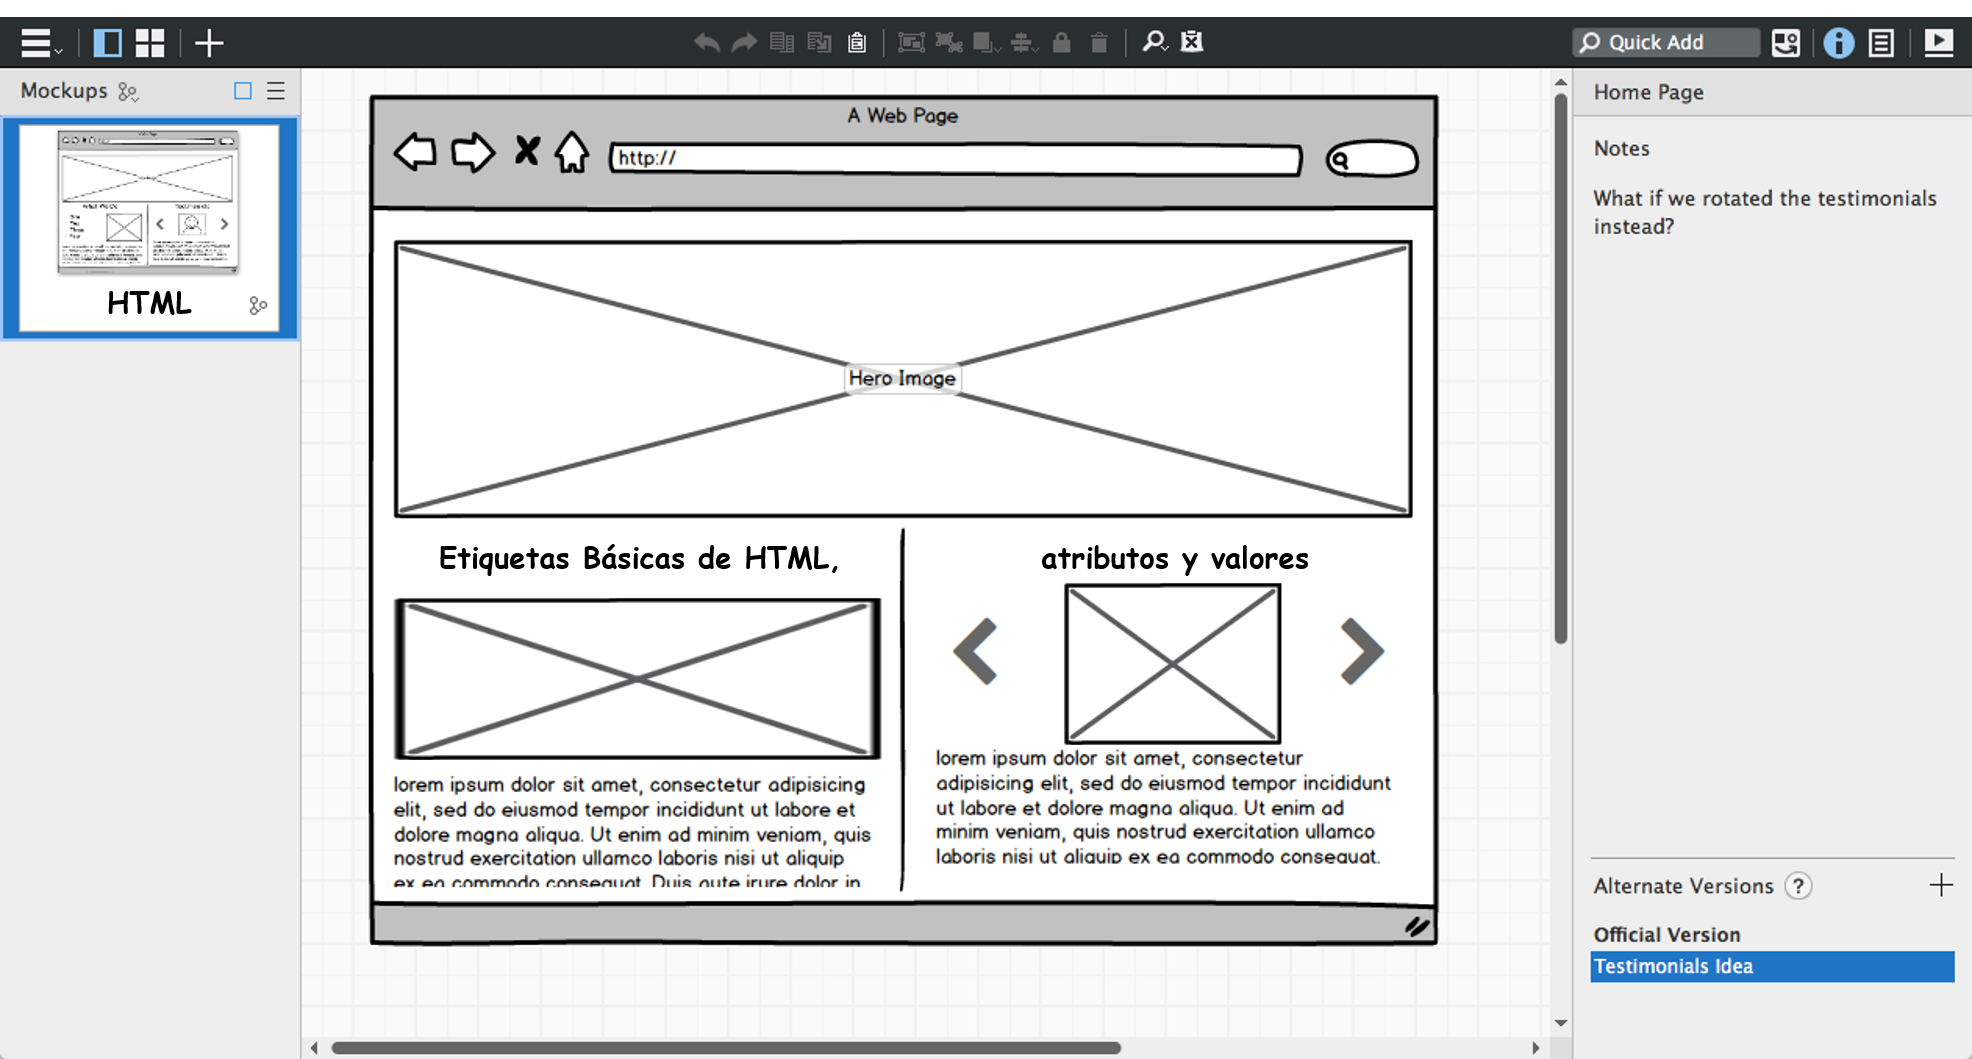 Quick Add
Mockups
HTML
A Web Page
http://
Hero Image
Etiquetas Básicas de HTML,
lorem ipsum dolor sit amet, consectetur adipisicing
elit, sed do eiusmod tempor incididunt ut labore et
dolore magna aliqua. Ut enim ad minim veniam, quis
nostrud exercitation ullamco laboris nisi ut aliquip
ex ea commodo consequat. Duis aute irure dolor in
atributos y valores
lorem ipsum dolor sit amet, consectetur
adipisicing elit, sed do eiusmod tempor incididunt
ut labore et dolore magna aliqua. Ut enim ad
minim veniam, quis nostrud exercitation ullamco
laboris nisi ut aliquip ex ea commodo consequat.
Home Page
Notes
What if we rotated the testimonials
instead?
Alternate Versions ?
Official Version
Testimonials Idea